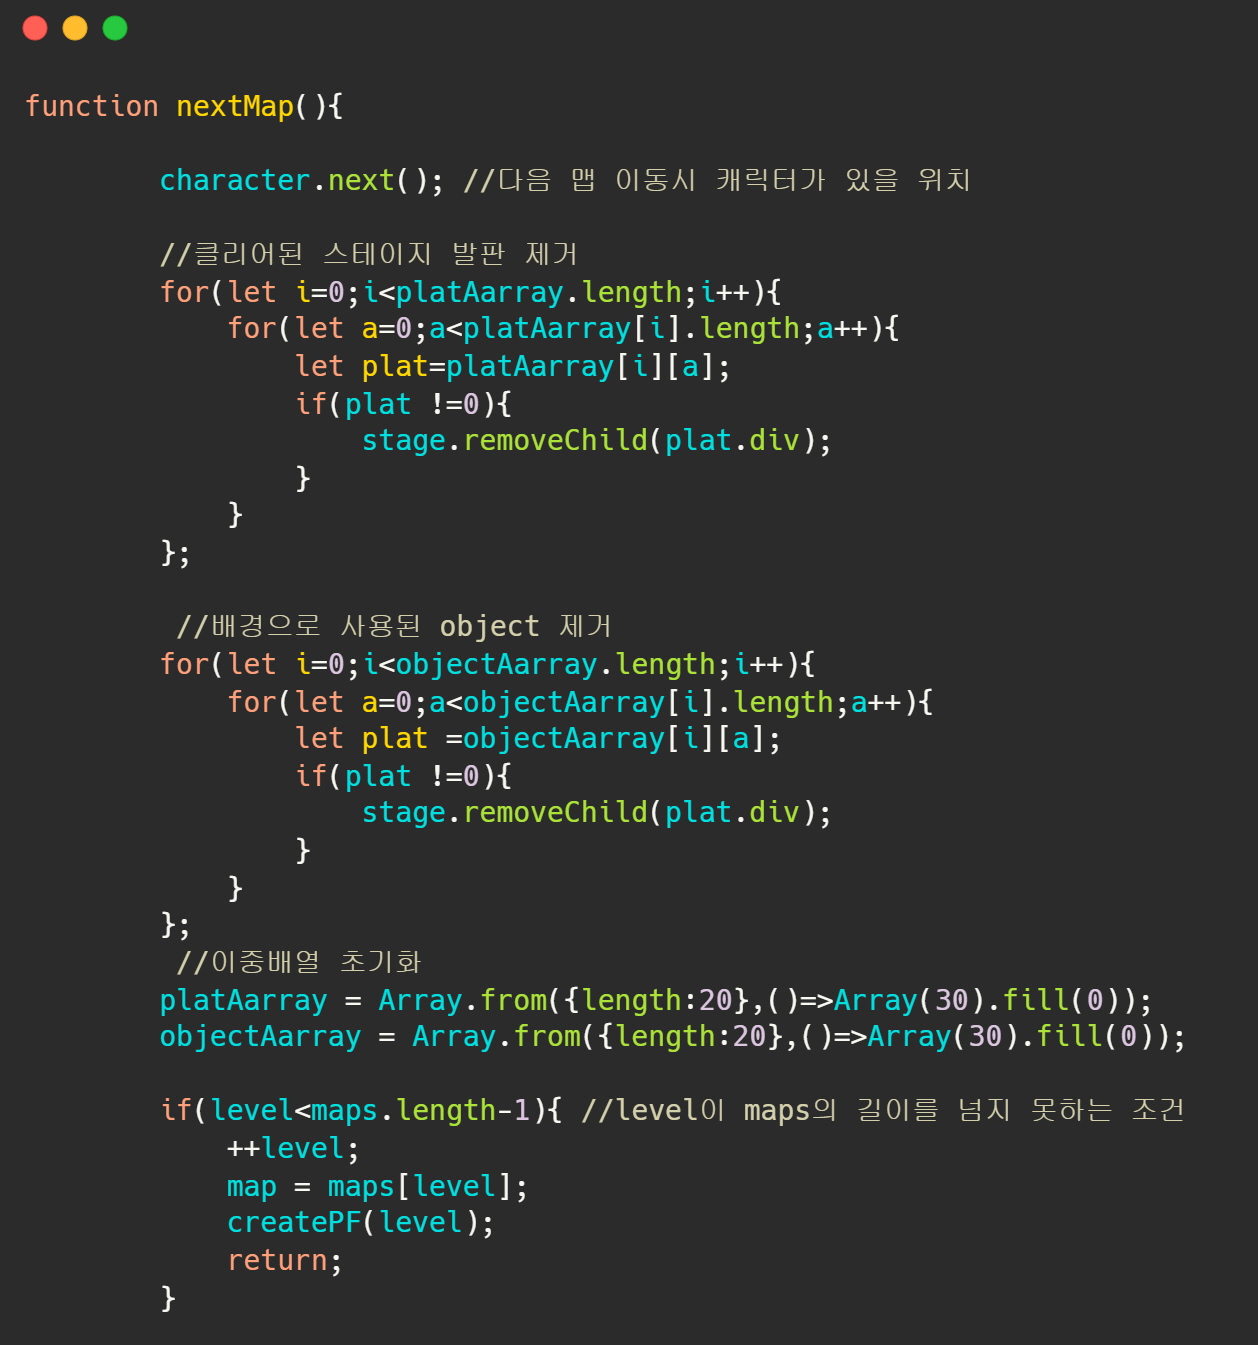 function nextMap(){
character.next(); //다음 맵 이동시 캐릭터가 있을 위치
//클리어된 스테이지 발판 제거
for(let i=0;i<platAarray.length;i++){
for(let a=0;a<platAarray[i].length;a++){
let plat=platAarray[i][a];
if(plat !=0){
stage.removeChild(plat.div);
}
}
};
//배경으로 사용된 object 제거
for(let i=0;i<objectAarray.length;i++){
for(let a=0;a<objectAarray[i].length;a++){
let plat =objectAarray[i][a];
if(plat !=0){
stage.removeChild(plat.div);
}
}
};
//이중배열 초기화
platAarray = Array.from({length:20},()=>Array(30).fill(0));
objectAarray = Array.from({length:20},()=>Array(30).fill(0));
if(level<maps.length-1){ //level이 maps의 길이를 넘지 못하는 조건
++level;
map = maps[level];
createPF(level);
return;
}